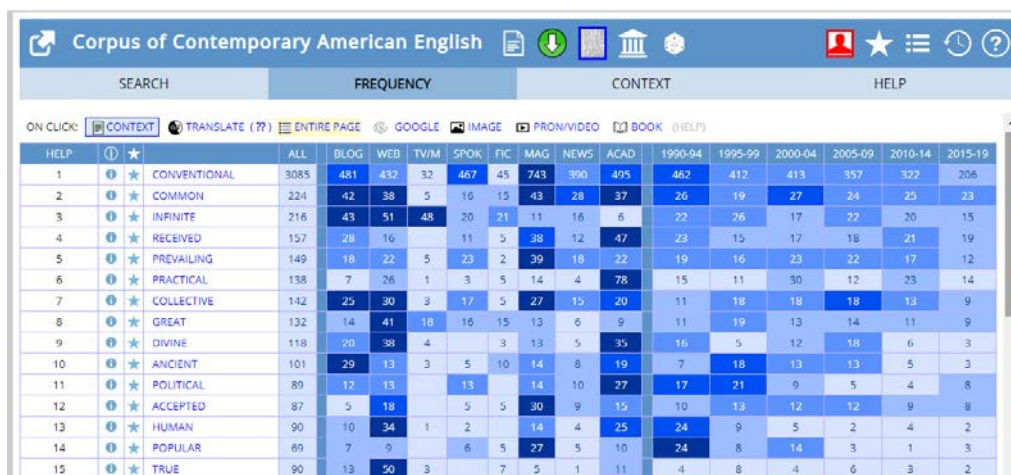 Corpus of Contemporary American English
SEARCH FREQUENCY CONTEXT HELP
ON CLICK: CONTEXT TRANSLATE (??) ENTIRE PAGE GOOGLE IMAGE PRON/VIDEO BOOK (HELP)
HELP ALL BLOG WEB TV/M SPOK FIC MAG NEWS ACAD 1990-94 1995-99 2000-04 2005-09 2010-14 2015-19
1 CONVENTIONAL 3085 481 432 32 467 45 743 390 495 462 412 413 357 322 206
2 COMMON 224 42 38 5 16 15 43 28 37 26 19 27 24 25 23
3 INFINITE 216 43 51 48 20 21 11 16 6 22 26 17 22 20 15
4 RECEIVED 157 28 16 11 5 38 12 47 23 15 17 18 21 19
5 PREVAILING 149 18 22 5 23 2 39 18 22 19 16 23 22 17 12
6 PRACTICAL 138 7 26 1 3 5 14 4 78 15 11 30 12 23 14
7 COLLECTIVE 142 25 30 3 17 5 27 15 20 11 18 18 18 13 9
8 GREAT 132 14 41 18 16 15 13 6 9 11 19 13 14 11 9
9 DIVINE 118 20 38 4 3 13 5 35 16 5 12 18 6 3
10 ANCIENT 101 29 13 3 5 10 14 8 19 7 18 13 13 5 3
11 POLITICAL 89 12 13 13 14 10 27 17 21 9 5 4 8
12 ACCEPTED 87 5 18 5 5 30 9 15 10 13 12 12 9 8
13 HUMAN 90 10 34 1 2 14 4 25 24 9 5 2 4 2
14 POPULAR 69 7 9 6 5 27 5 10 24 8 14 3 1 3
15 TRUE 90 13 50 3 7 5 1 11 4 8 4 6 3 2